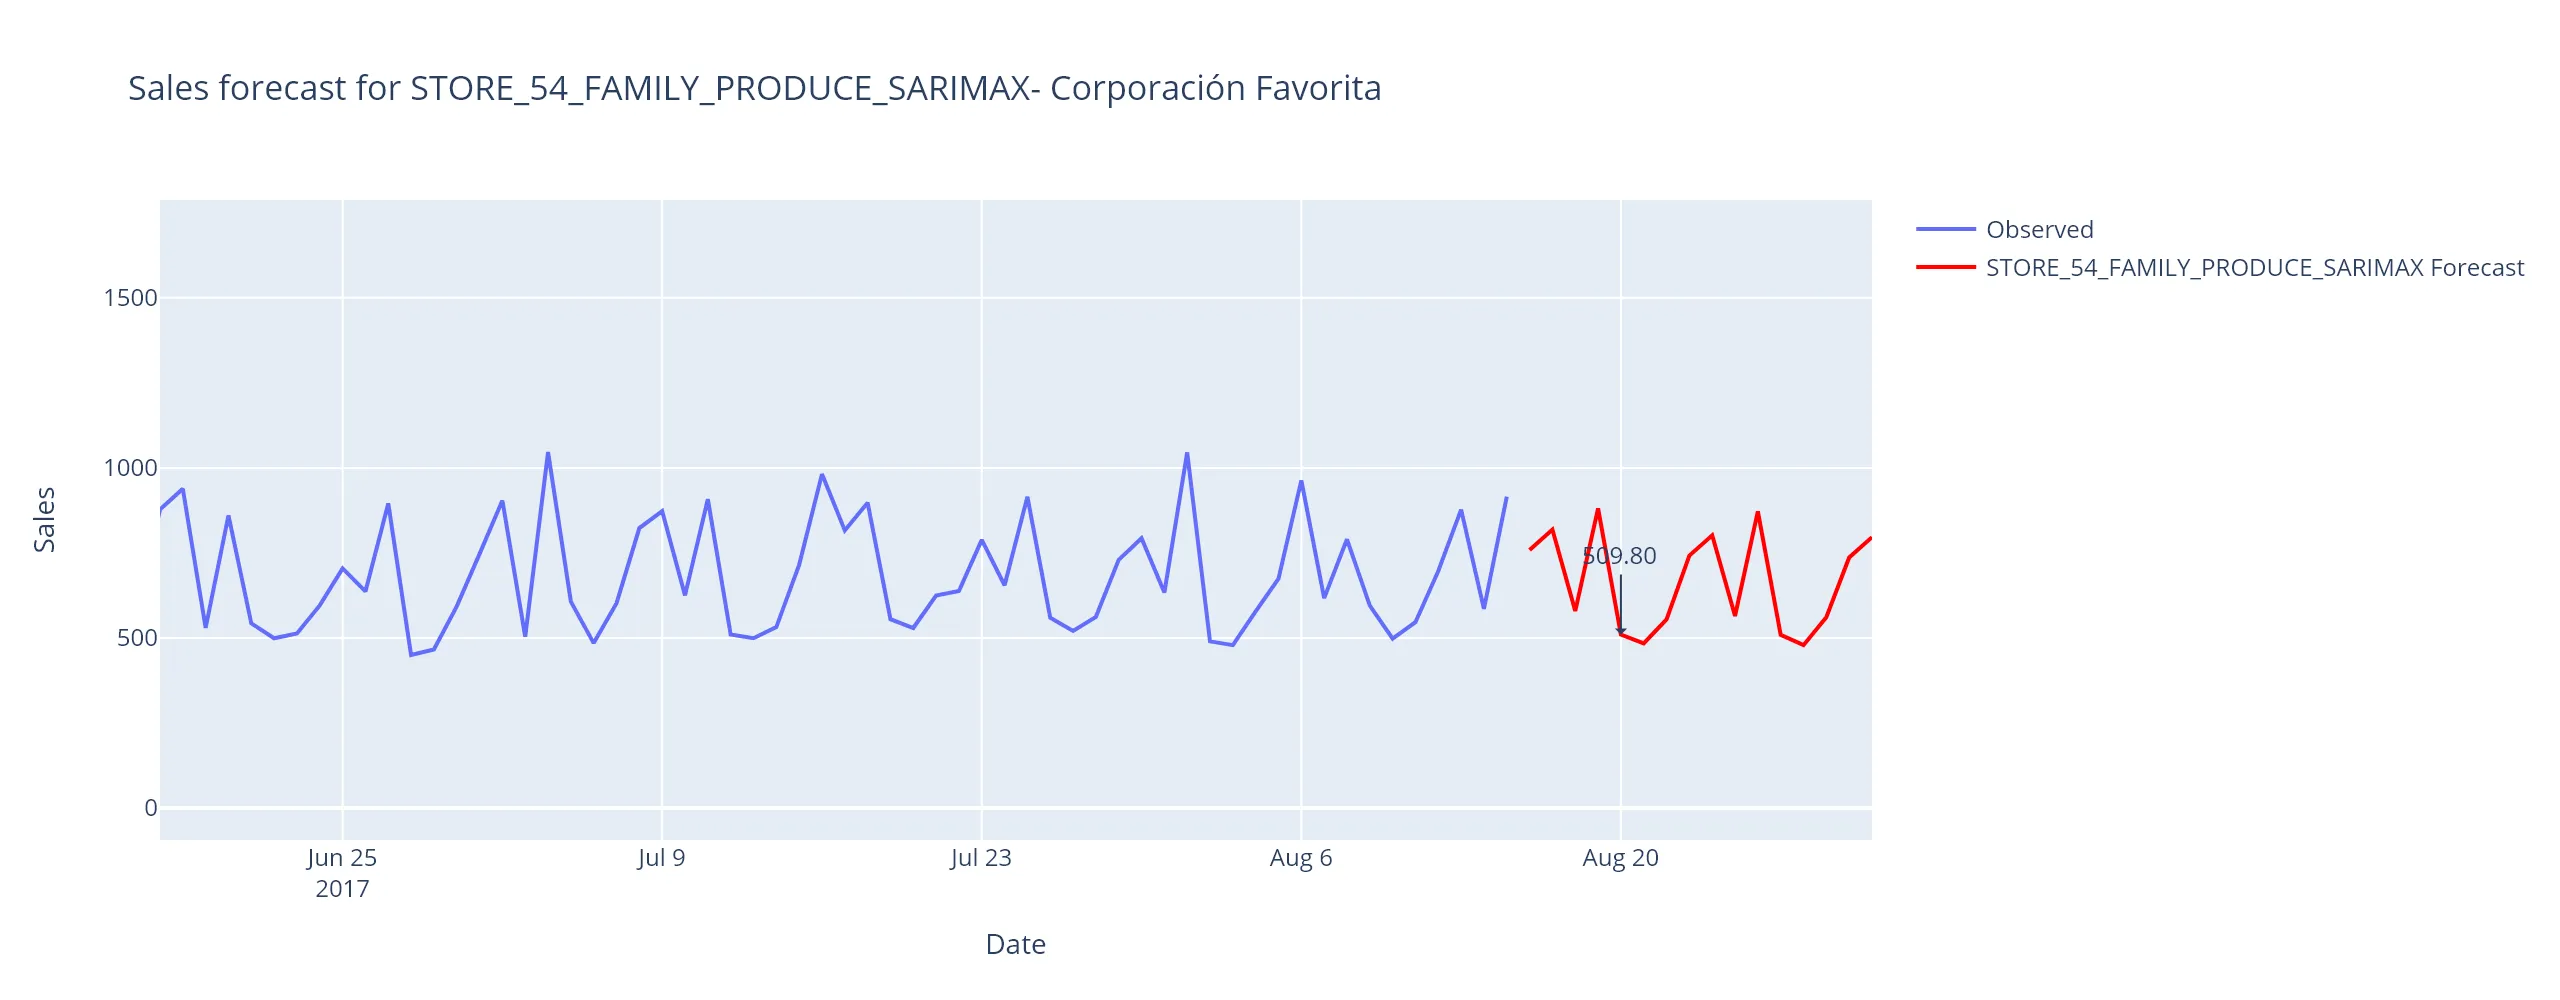 Sales forecast for STORE_54_FAMILY_PRODUCE_SARIMAX- Corporación Favorita
Observed
STORE_54_FAMILY_PRODUCE_SARIMAX Forecast
1500
1000
500
0
Sales
509.80
Jun 25
2017
Jul 9
Jul 23
Aug 6
Aug 20
Date